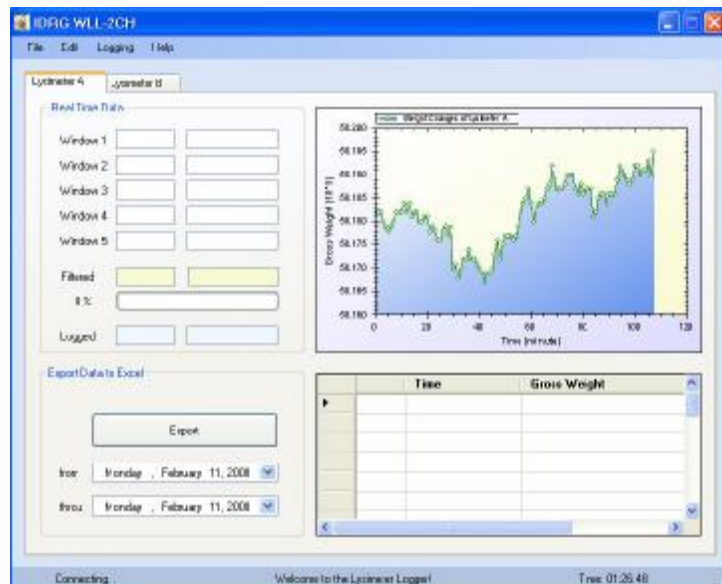 IDRG WLL-2CH
File Edit Logging Help
Lysimeter A Lysimeter B
Real Time Data
Window 1
Window 2
Window 3
Window 4
Window 5
Filtered
0 %
Logged
Weight Changes of Lysimeter A
Gross Weight
0 20 40 60 80 100 120
Time (minute)
Export Data to Excel
Export
from Monday , February 11, 2008
thru Monday , February 11, 2008
Time Gross Weight
Connecting... Welcome to the Lysimeter Logger! Time: 01:26:48